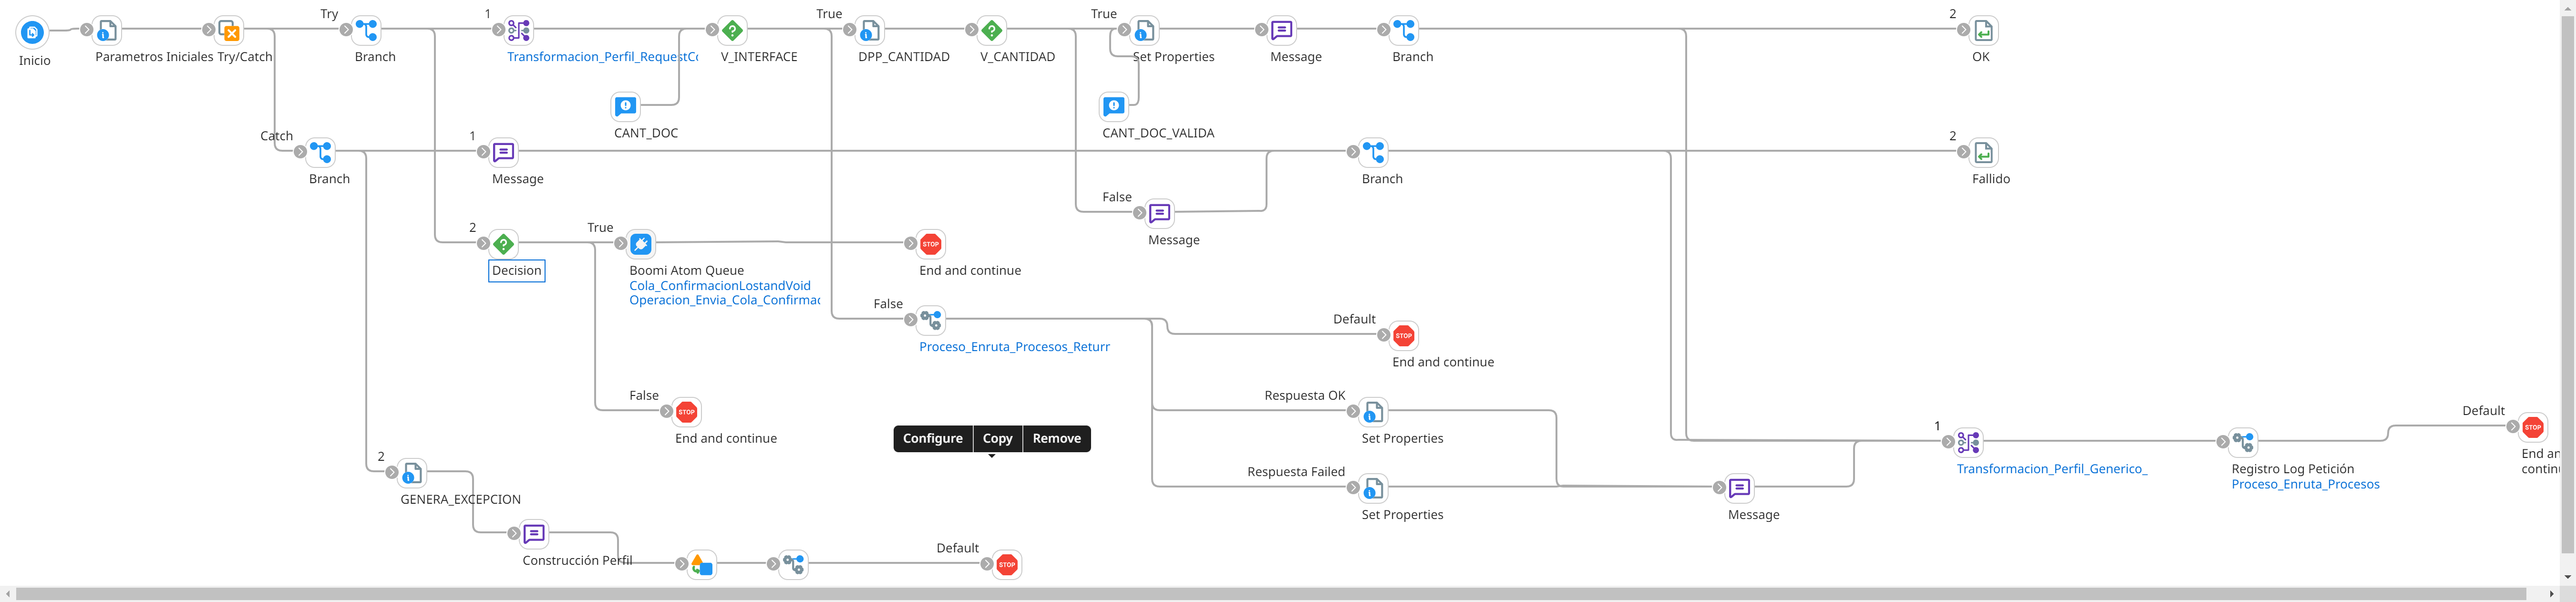 Try
1
True
True
2
Inicio
Parametros Iniciales
Try/Catch
Branch
Transformacion_Perfil_RequestCo
V_INTERFACE
DPP_CANTIDAD
V_CANTIDAD
Set Properties
Message
Branch
OK
CANT_DOC
CANT_DOC_VALIDA
Catch
1
2
Branch
Message
Branch
Fallido
False
Message
2
True
Decision
Boomi Atom Queue
Cola_ConfirmacionLostandVoid
Operacion_Envia_Cola_Confirmac
End and continue
False
Proceso_Enruta_Procesos_Return
Default
End and continue
False
End and continue
Respuesta OK
Set Properties
Configure
Copy
Remove
1
Default
Transformacion_Perfil_Generico_
Registro Log Petición
Proceso_Enruta_Procesos
End an
contin
2
GENERA_EXCEPCION
Respuesta Failed
Set Properties
Message
Construcción Perfil
Default
STOP
STOP
STOP
STOP
STOP